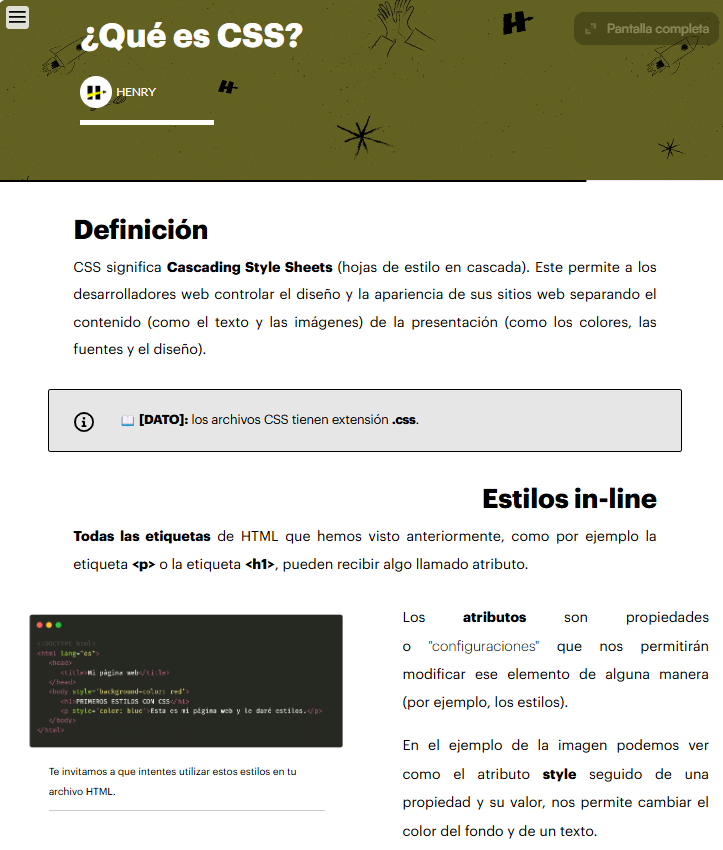 ¿Qué es CSS?
Pantalla completa
HENRY
Definición
CSS significa Cascading Style Sheets (hojas de estilo en cascada). Este permite a los
desarrolladores web controlar el diseño y la apariencia de sus sitios web separando el
contenido (como el texto y las imágenes) de la presentación (como los colores, las
fuentes y el diseño).
[DATO]: los archivos CSS tienen extensión .css.
Estilos in-line
Todas las etiquetas de HTML que hemos visto anteriormente, como por ejemplo la
etiqueta <p> o la etiqueta <h1>, pueden recibir algo llamado atributo.
<!DOCTYPE html>
<html lang="es">
<head>
<title>Mi página web</title>
</head>
<body style='background-color: red'>
<h1>PRIMEROS ESTILOS CON CSS</h1>
<p style='color: blue'>Esta es mi página web y le daré estilos.</p>
</body>
</html>
Te invitamos a que intentes utilizar estos estilos en tu
archivo HTML.
Los atributos son propiedades
o "configuraciones" que nos permitirán
modificar ese elemento de alguna manera
(por ejemplo, los estilos).
En el ejemplo de la imagen podemos ver
como el atributo style seguido de una
propiedad y su valor, nos permite cambiar el
color del fondo y de un texto.